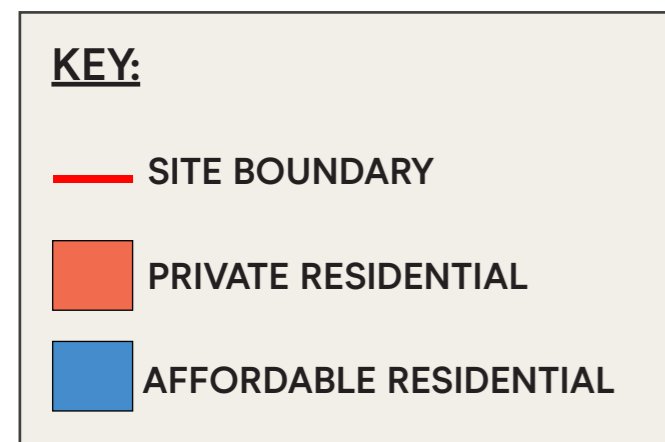 KEY:
SITE BOUNDARY
PRIVATE RESIDENTIAL
AFFORDABLE RESIDENTIAL